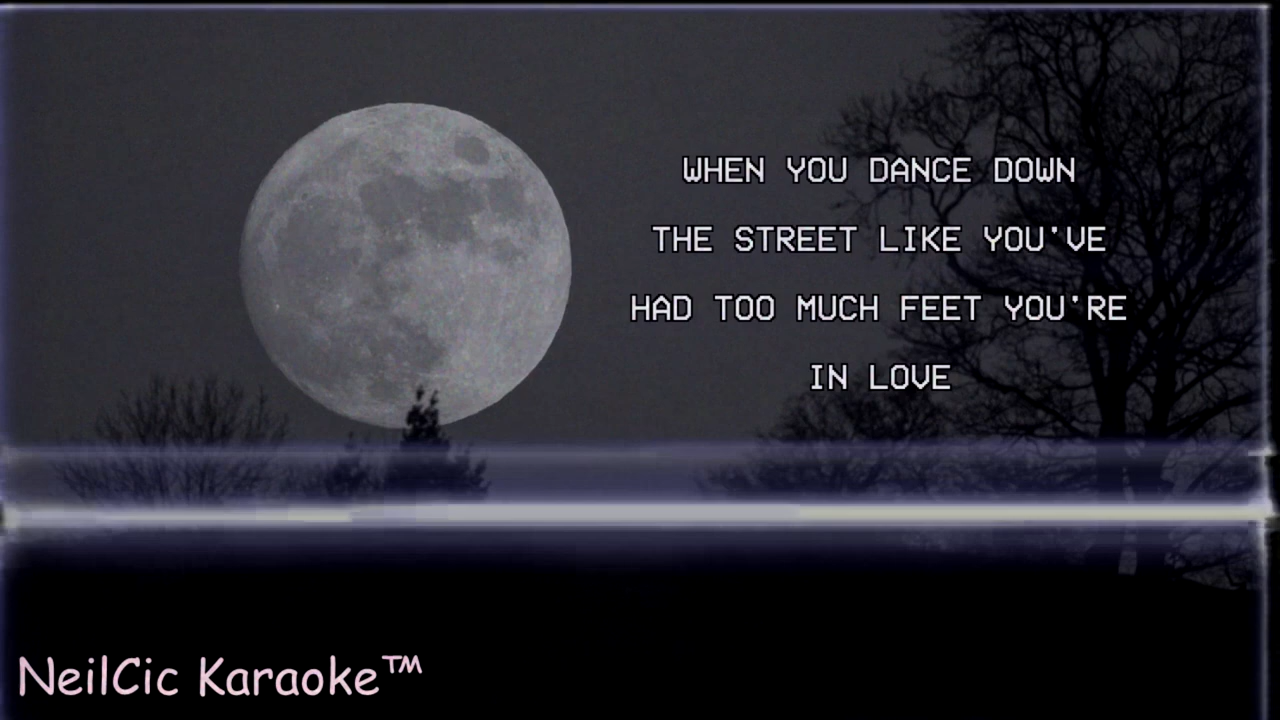 WHEN YOU DANCE DOWN
THE STREET LIKE YOU'VE
HAD TOO MUCH FEET YOU'RE
IN LOVE
NeilCic Karaoke™